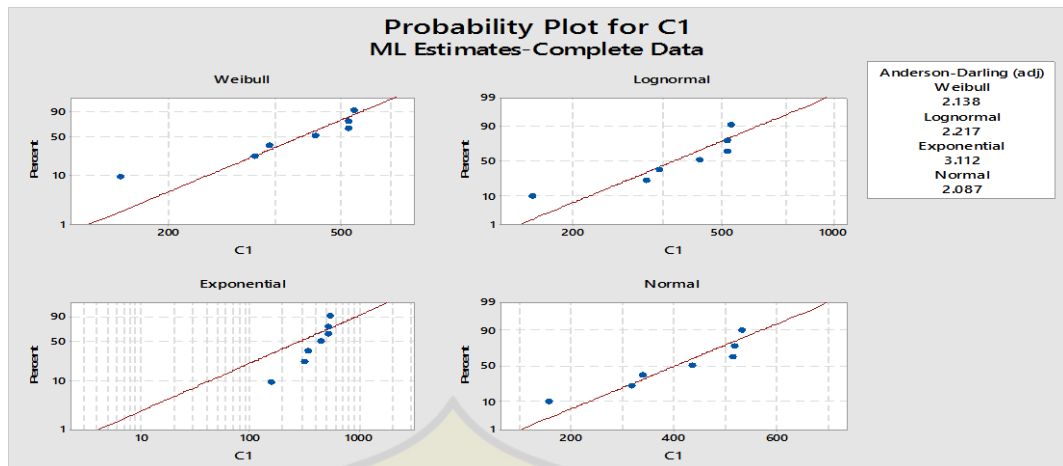 Probability Plot for C1
ML Estimates-Complete Data
Weibull
Percent
90
50
10
1
200
500
C1
Lognormal
Percent
99
90
50
10
1
200
500
1000
C1
Anderson-Darling (adj)
Weibull
2.138
Lognormal
2.217
Exponential
3.112
Normal
2.087
Exponential
Percent
90
50
10
1
10
100
1000
C1
Normal
Percent
99
90
50
10
1
200
400
600
C1